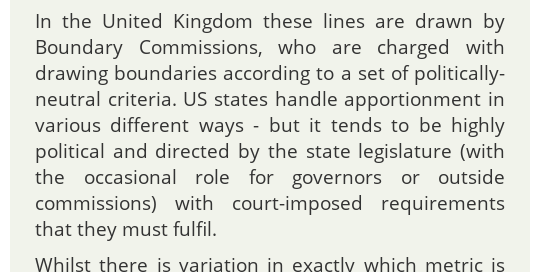 In the United Kingdom these lines are drawn by
Boundary Commissions, who are charged with
drawing boundaries according to a set of politically-
neutral criteria. US states handle apportionment in
various different ways - but it tends to be highly
political and directed by the state legislature (with
the occasional role for governors or outside
commissions) with court-imposed requirements
that they must fulfil.
Whilst there is variation in exactly which metric is